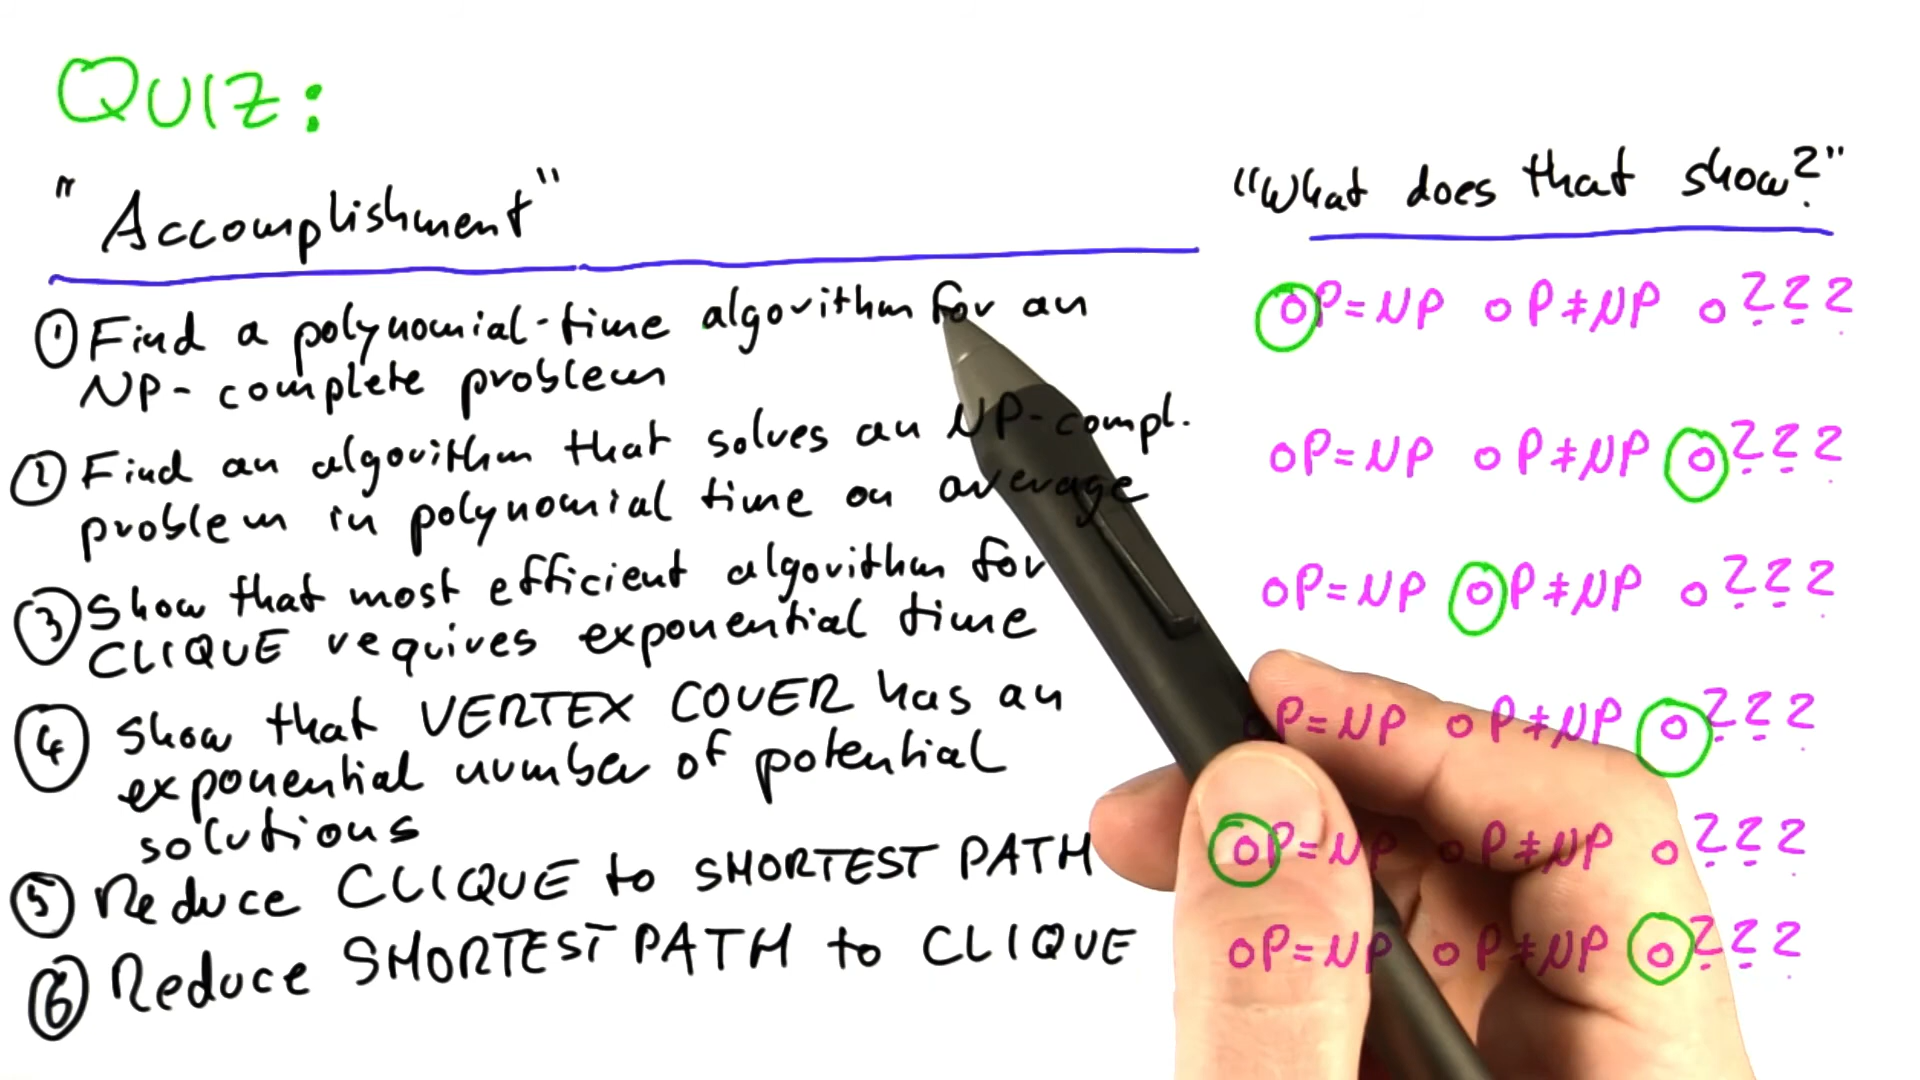 QUIZ:
"Accomplishment" "What does that show?"
① Find a polynomial-time algorithm for an
NP-complete problem
○ P=NP ○ P≠NP ○ ???
② Find an algorithm that solves an NP-compl.
problem in polynomial time on average
○ P=NP ○ P≠NP ○ ???
③ Show that most efficient algorithm for
CLIQUE requires exponential time
○ P=NP ○ P≠NP ○ ???
④ Show that VERTEX COVER has an
exponential number of potential
solutions
○ P=NP ○ P≠NP ○ ???
⑤ Reduce CLIQUE to SHORTEST PATH
○ P=NP ○ P≠NP ○ ???
⑥ Reduce SHORTEST PATH to CLIQUE
○ P=NP ○ P≠NP ○ ???